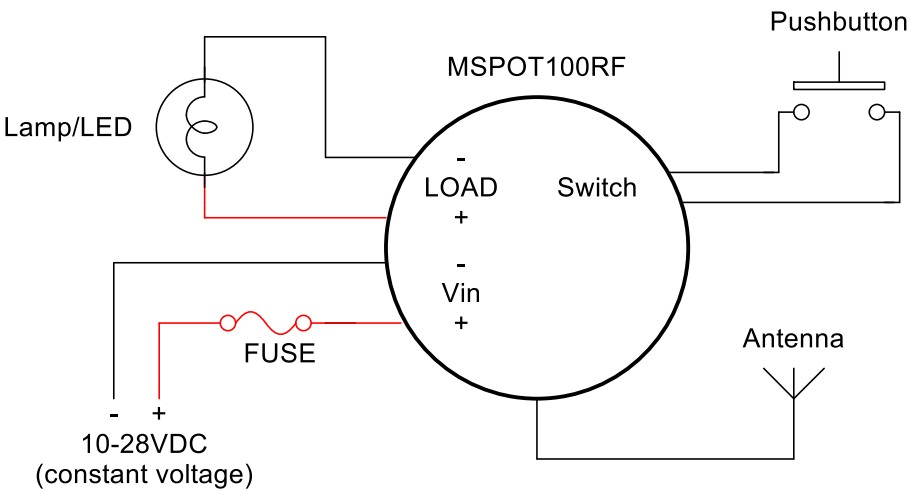 Pushbutton
MSPOT100RF
Lamp/LED
-
LOAD
+
Switch
-
Vin
+
FUSE
Antenna
- +
10-28VDC
(constant voltage)